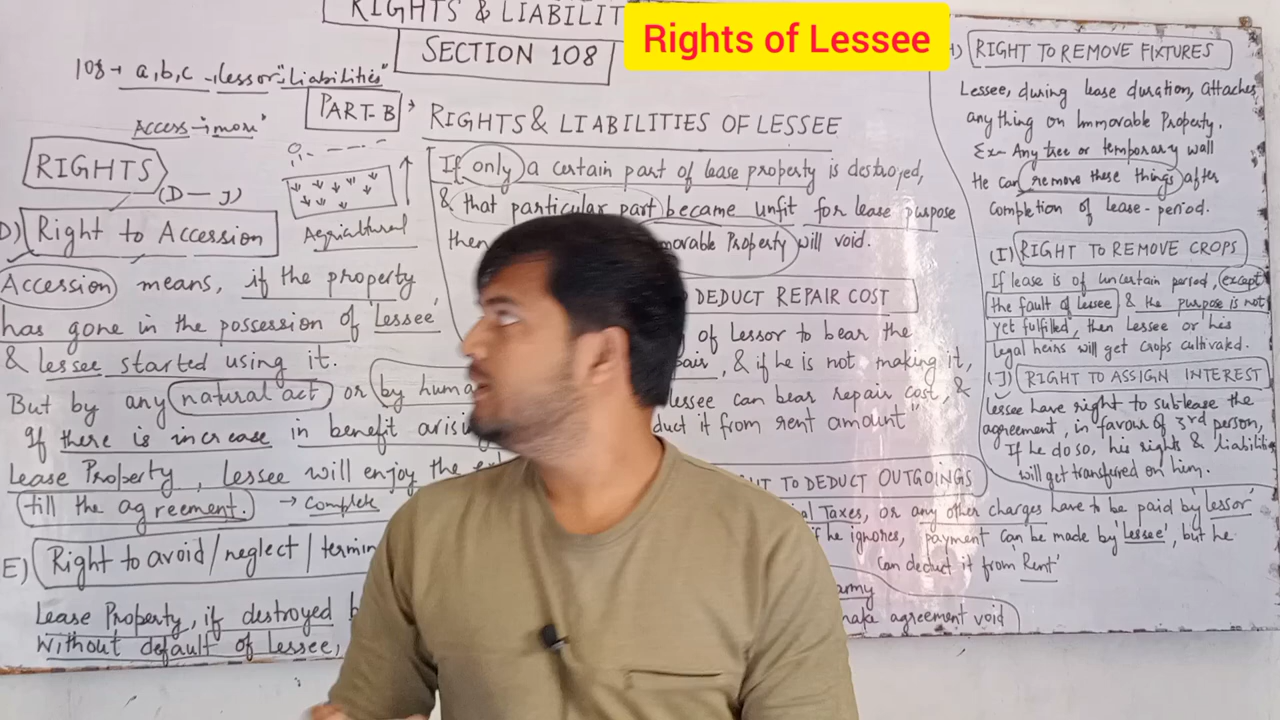 RIGHTS & LIABILIT
Rights of Lessee
SECTION 108
108 → a, b, c → lessor "Liabilities"
PART-B
RIGHTS & LIABILITIES OF LESSEE
Access → "more"
RIGHTS
(D — J)
Agricultural
D) Right to Accession
Accession means, if the property
has gone in the possession of Lessee,
& lessee started using it.
But by any natural act or by huma
If there is increase in benefit arisi
Lease Property, Lessee will enjoy the
till the agreement. → Complete
E) Right to avoid/neglect/termin
Lease Property, if destroyed b
without default of Lessee,
If only a certain part of lease property is destroyed,
& that particular part became unfit for lease purpose
then movable Property will void.
DEDUCT REPAIR COST
of Lessor to bear the
pair, & if he is not making it,
lessee can bear repair cost, &
duct it from rent amount"
HT TO DEDUCT OUTGOINGS
al Taxes, or any other charges have to be paid by 'lessor'
he ignores, payment can be made by 'lessee', but he
can deduct it from 'Rent'
army
make agreement void
H) RIGHT TO REMOVE FIXTURES
Lessee, during lease duration, attaches
any thing on Immovable Property.
Ex- Any tree or temporary wall
He can remove these things after
completion of lease-period.
(I) RIGHT TO REMOVE CROPS
If lease is of uncertain period, except
the fault of lessee & the purpose is not
yet fulfilled, then Lessee or his
legal heirs will get crops cultivated.
(J) RIGHT TO ASSIGN INTEREST
Lessee have right to sub-lease the
agreement, in favour of 3rd person,
If he do so, his rights & liabilitie
will get transferred on him.